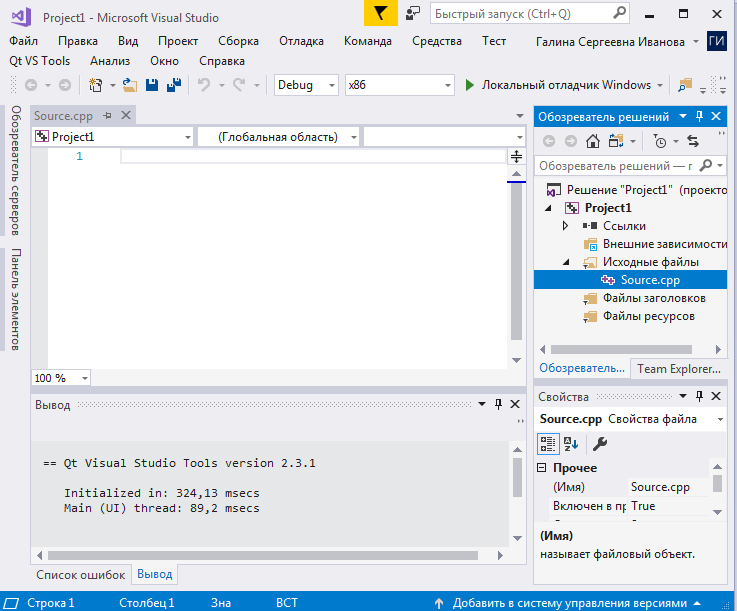 Project1 - Microsoft Visual Studio
Быстрый запуск (Ctrl+Q)
Файл Правка Вид Проект Сборка Отладка Команда Средства Тест Галина Сергеевна Иванова ГИ
Qt VS Tools Анализ Окно Справка
Debug x86 Локальный отладчик Windows
Обозреватель серверов
Панель элементов
Source.cpp
Project1 (Глобальная область)
1
100 %
Вывод
== Qt Visual Studio Tools version 2.3.1
Initialized in: 324,13 msecs
Main (UI) thread: 89,2 msecs
Список ошибок Вывод
Обозреватель решений
Обозреватель решений — г
Решение "Project1" (проекто
Project1
Ссылки
Внешние зависимости
Исходные файлы
Source.cpp
Файлы заголовков
Файлы ресурсов
Обозреватель... Team Explorer...
Свойства
Source.cpp Свойства файла
Прочее
(Имя) Source.cpp
Включен в пр True
(Имя)
называет файловый объект.
Строка 1 Столбец 1 Зна ВСТ Добавить в систему управления версиями